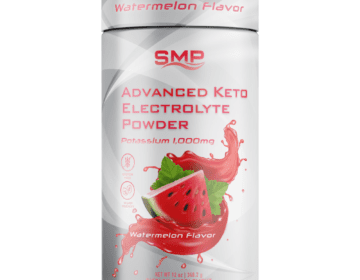 Watermelon Flavor
SMP
ADVANCED KETO
ELECTROLYTE
POWDER
Potassium 1,000mg
Watermelon Flavor